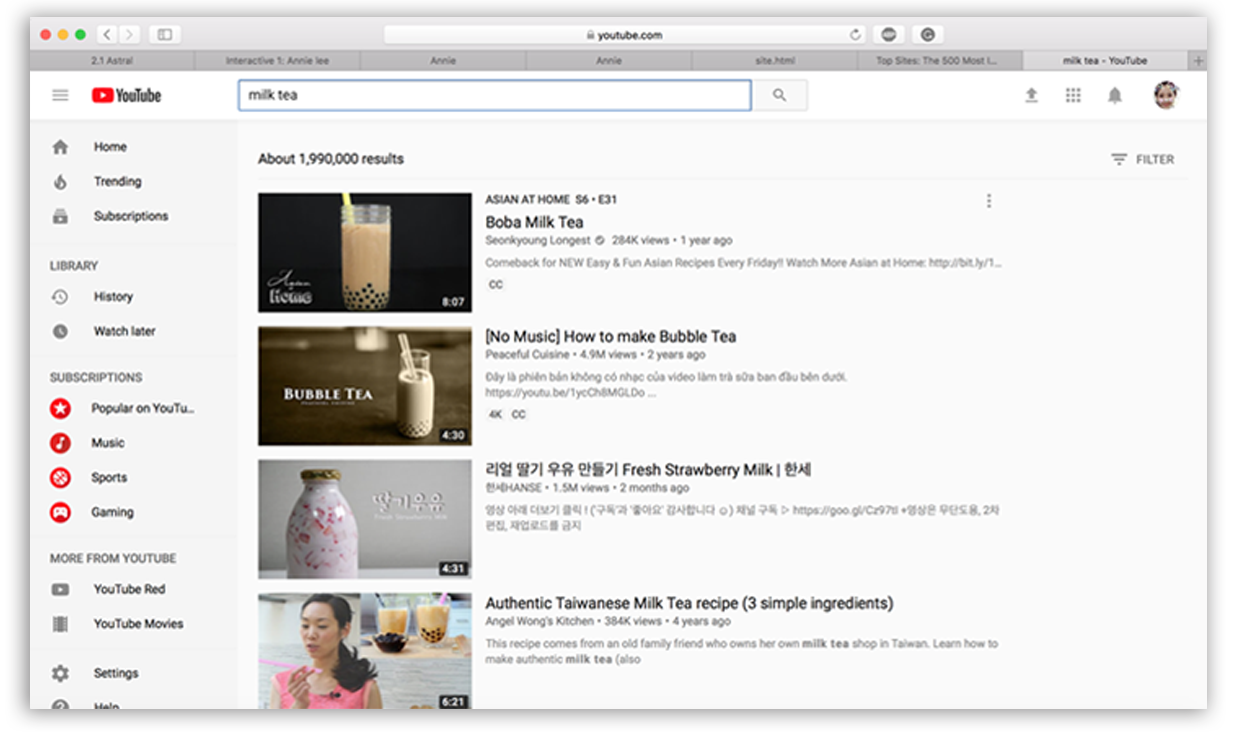 youtube.com
2.1 Astral
Interactive 1: Annie lee
Annie
Annie
site.html
Top Sites: The 500 Most I...
milk tea - YouTube
YouTube
milk tea
Home
Trending
Subscriptions
LIBRARY
History
Watch later
SUBSCRIPTIONS
Popular on YouTu...
Music
Sports
Gaming
MORE FROM YOUTUBE
YouTube Red
YouTube Movies
Settings
Help
About 1,990,000 results
FILTER
Asian
Home
8:07
ASIAN AT HOME S6 • E31
Boba Milk Tea
Seonkyoung Longest 284K views • 1 year ago
Comeback for NEW Easy & Fun Asian Recipes Every Friday!! Watch More Asian at Home: http://bit.ly/1...
CC
BUBBLE TEA
PEACEFUL CUISINE
4:30
[No Music] How to make Bubble Tea
Peaceful Cuisine • 4.9M views • 2 years ago
Đây là phiên bản không có nhạc của video làm trà sữa ban đầu bên dưới.
https://youtu.be/1ycCh8MGLDo ...
4K CC
딸기우유
Fresh Strawberry Milk
4:31
리얼 딸기 우유 만들기 Fresh Strawberry Milk | 한세
한세HANSE • 1.5M views • 2 months ago
영상 아래 더보기 클릭 ! ('구독'과 '좋아요' 감사합니다 ☺) 채널 구독 ▷ https://goo.gl/Cz97tI +영상은 무단도용, 2차
편집, 재업로드를 금지
6:21
Authentic Taiwanese Milk Tea recipe (3 simple ingredients)
Angel Wong's Kitchen • 384K views • 4 years ago
This recipe comes from an old family friend who owns her own milk tea shop in Taiwan. Learn how to
make authentic milk tea (also